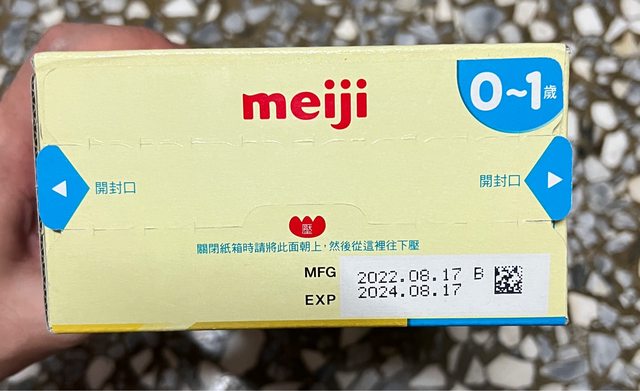 meiji
0~1歲
開封口
開封口
壓
關閉紙箱時請將此面朝上，然後從這裡往下壓
MFG 2022.08.17 B
EXP 2024.08.17